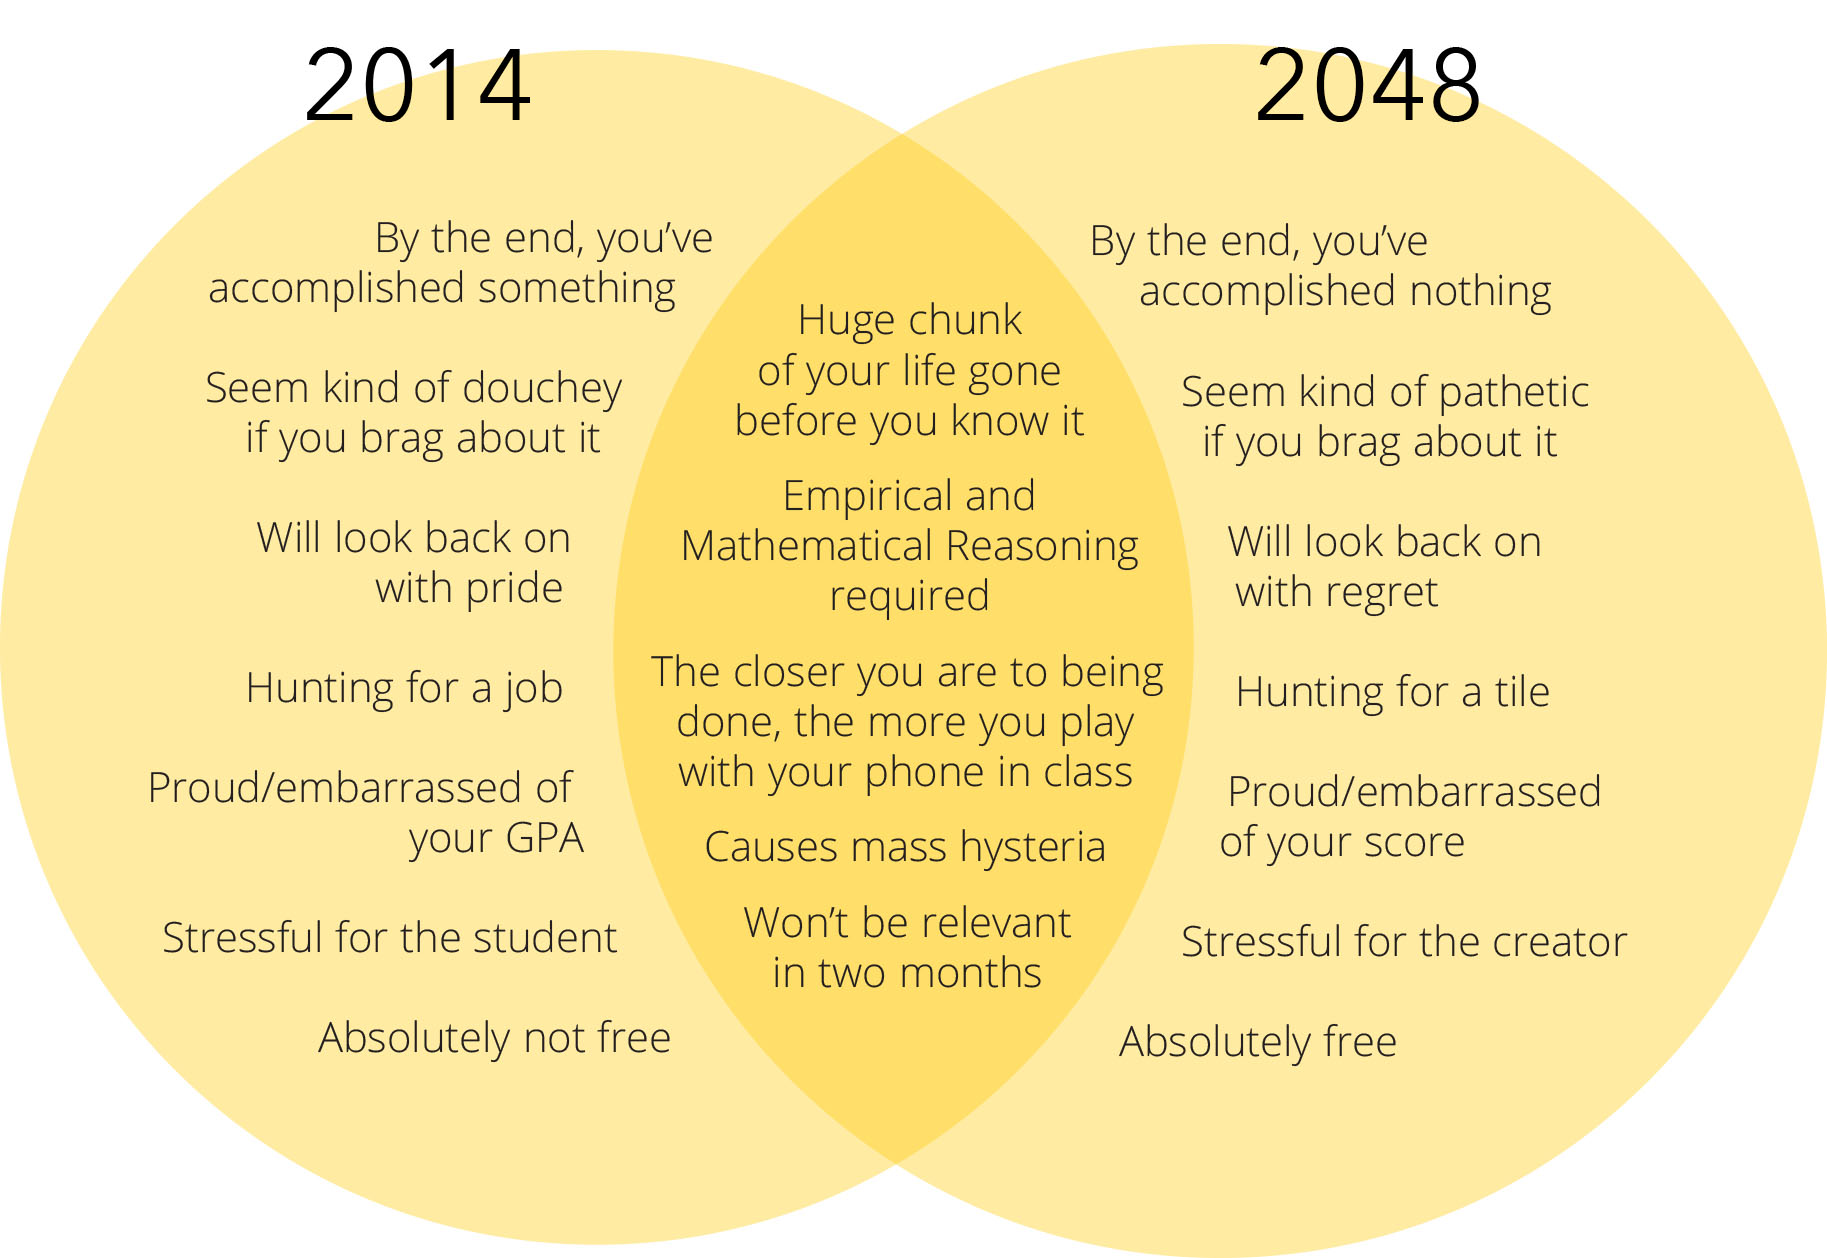 2014
By the end, you’ve
accomplished something
Seem kind of douchey
if you brag about it
Will look back on
with pride
Hunting for a job
Proud/embarrassed of
your GPA
Stressful for the student
Absolutely not free
Huge chunk
of your life gone
before you know it
Empirical and
Mathematical Reasoning
required
The closer you are to being
done, the more you play
with your phone in class
Causes mass hysteria
Won’t be relevant
in two months
2048
By the end, you’ve
accomplished nothing
Seem kind of pathetic
if you brag about it
Will look back on
with regret
Hunting for a tile
Proud/embarrassed
of your score
Stressful for the creator
Absolutely free